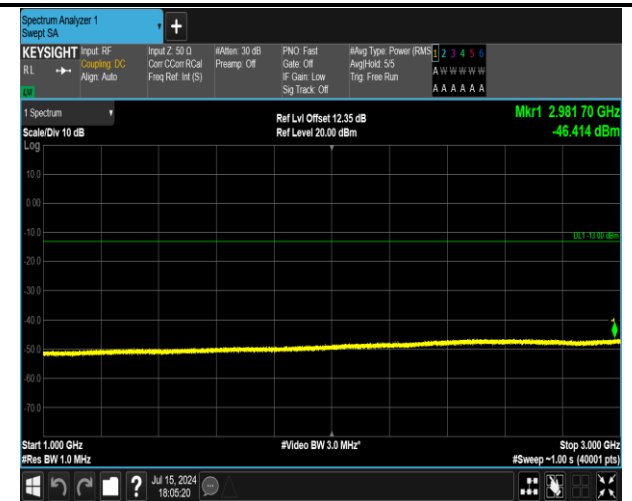 Spectrum Analyzer 1
Swept SA
+
KEYSIGHT
RL
Input: RF
Coupling: DC
Align: Auto
Input Z: 50 Ω
Corr CCorr RCal
Freq Ref: Int (S)
#Atten: 30 dB
Preamp: Off
PNO: Fast
Gate: Off
IF Gain: Low
Sig Track: Off
#Avg Type: Power (RMS
Avg|Hold: 5/5
Trig: Free Run
1 2 3 4 5 6
A W W W W W
A A A A A A
1 Spectrum
Scale/Div 10 dB
Log
Ref Lvl Offset 12.35 dB
Ref Level 20.00 dBm
Mkr1 2.981 70 GHz
-46.414 dBm
10.0
0.00
-10.0
DL1 -13.00 dBm
-20.0
-30.0
-40.0
-50.0
-60.0
-70.0
Start 1.000 GHz
#Res BW 1.0 MHz
#Video BW 3.0 MHz*
Stop 3.000 GHz
#Sweep ~1.00 s (40001 pts)
?
Jul 15, 2024
18:05:20